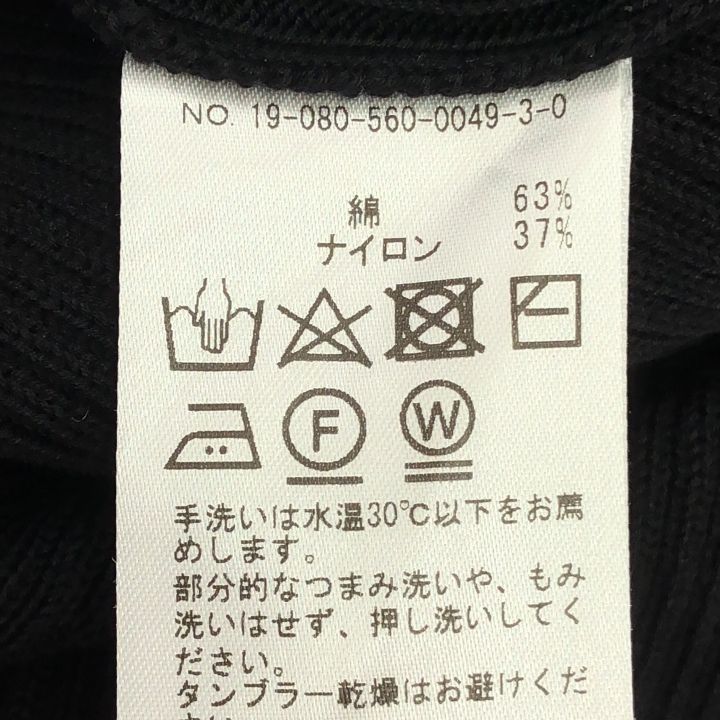 NO. 19-080-560-0049-3-0
綿 63%
ナイロン 37%
F W
手洗いは水温30℃以下をお薦
めします。
部分的なつまみ洗いや、もみ
洗いはせず、押し洗いしてく
ださい。
タンブラー乾燥はお避けくだ